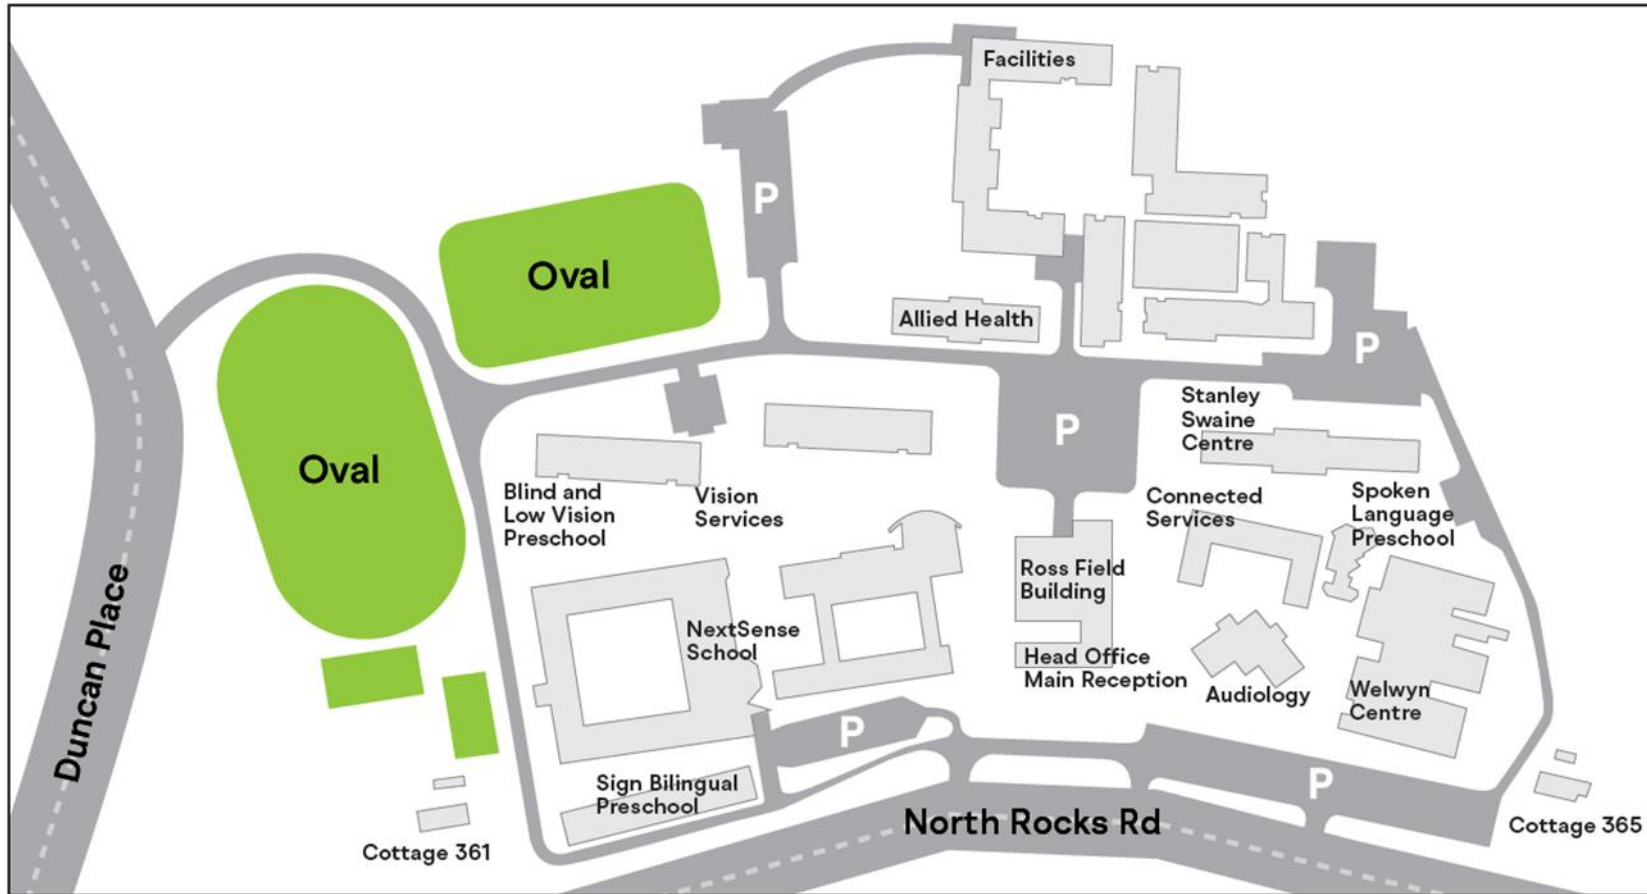 Facilities
P
Oval
Allied Health
P
Stanley
Swaine
Centre
P
Oval
Blind and
Low Vision
Preschool
Vision
Services
Connected
Services
Spoken
Language
Preschool
Ross Field
Building
NextSense
School
Head Office
Main Reception
Audiology
Welwyn
Centre
Duncan Place
P
Sign Bilingual
Preschool
P
North Rocks Rd
Cottage 365
Cottage 361